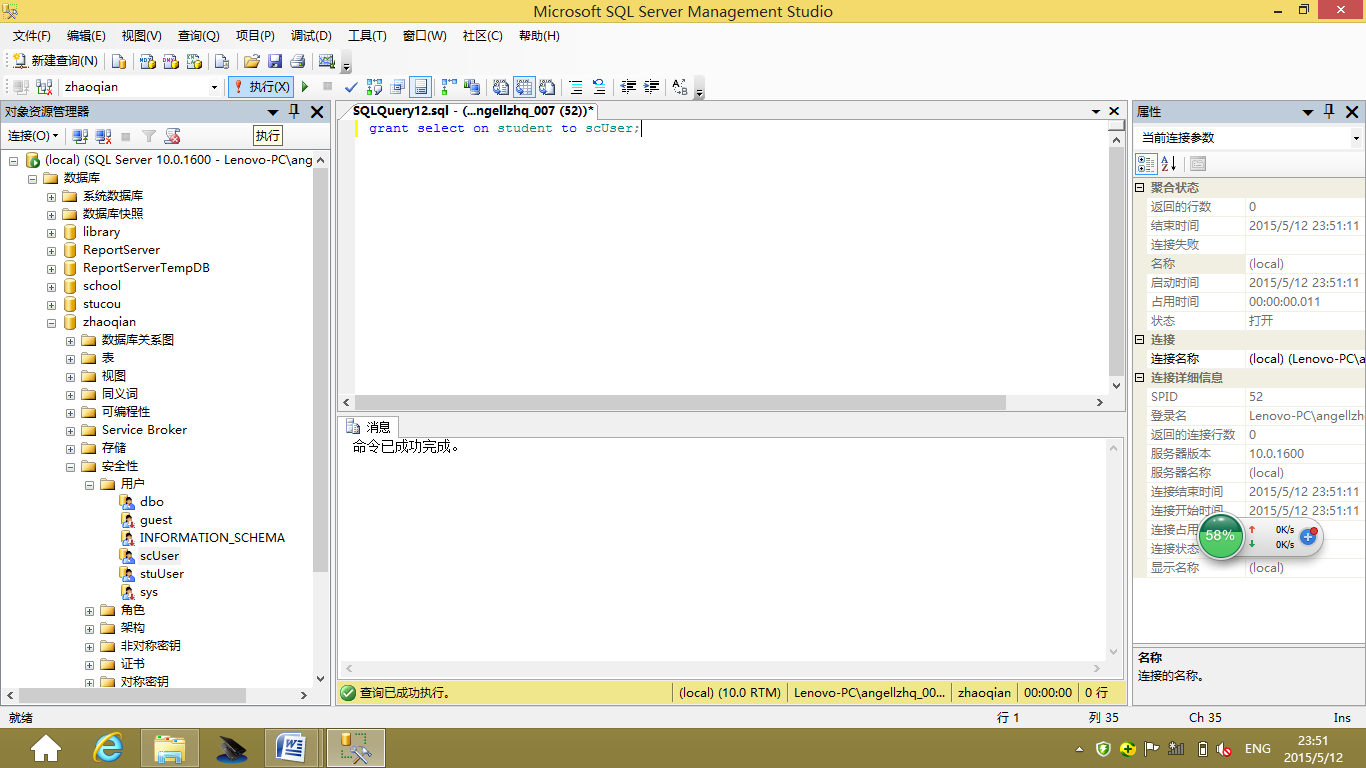 Microsoft SQL Server Management Studio
文件(F) 编辑(E) 视图(V) 查询(Q) 项目(P) 调试(D) 工具(T) 窗口(W) 社区(C) 帮助(H)
新建查询(N)
zhaoqian 执行(X)
对象资源管理器
连接(O)
执行
(local) (SQL Server 10.0.1600 - Lenovo-PC\ang
数据库
系统数据库
数据库快照
library
ReportServer
ReportServerTempDB
school
stucou
zhaoqian
数据库关系图
表
视图
同义词
可编程性
Service Broker
存储
安全性
用户
dbo
guest
INFORMATION_SCHEMA
scUser
stuUser
sys
角色
架构
非对称密钥
证书
对称密钥
SQLQuery12.sql - (...ngellzhq_007 (52))*
grant select on student to scUser;
消息
命令已成功完成。
查询已成功执行。 (local) (10.0 RTM) Lenovo-PC\angellzhq_00... zhaoqian 00:00:00 0 行
属性
当前连接参数
聚合状态
返回的行数 0
结束时间 2015/5/12 23:51:11
连接失败
名称 (local)
启动时间 2015/5/12 23:51:11
占用时间 00:00:00.011
状态 打开
连接
连接名称 (local) (Lenovo-PC\a
连接详细信息
SPID 52
登录名 Lenovo-PC\angellzh
返回的连接行数 0
服务器版本 10.0.1600
服务器名称 (local)
连接结束时间 2015/5/12 23:51:11
连接开始时间 2015/5/12 23:51:11
连接占用
连接状态
显示名称 (local)
58% 0K/s
0K/s
名称
连接的名称。
就绪 行 1 列 35 Ch 35 Ins
ENG 23:51
2015/5/12